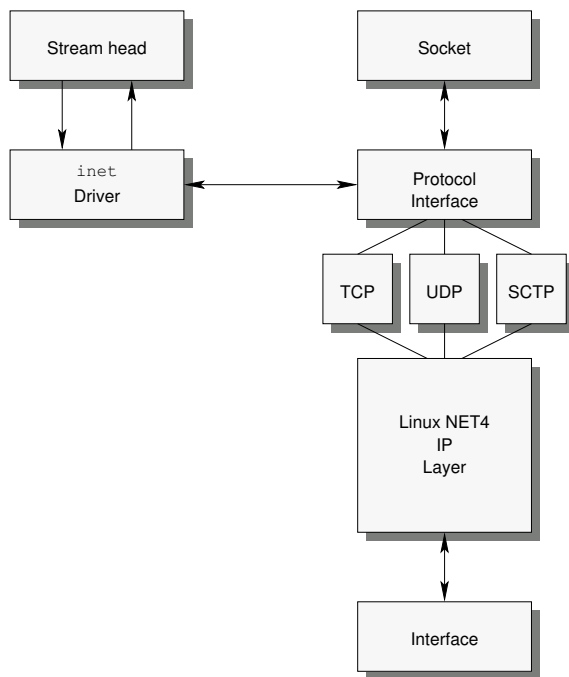 Stream head
Socket
inet
Driver
Protocol
Interface
TCP
UDP
SCTP
Linux NET4
IP
Layer
Interface